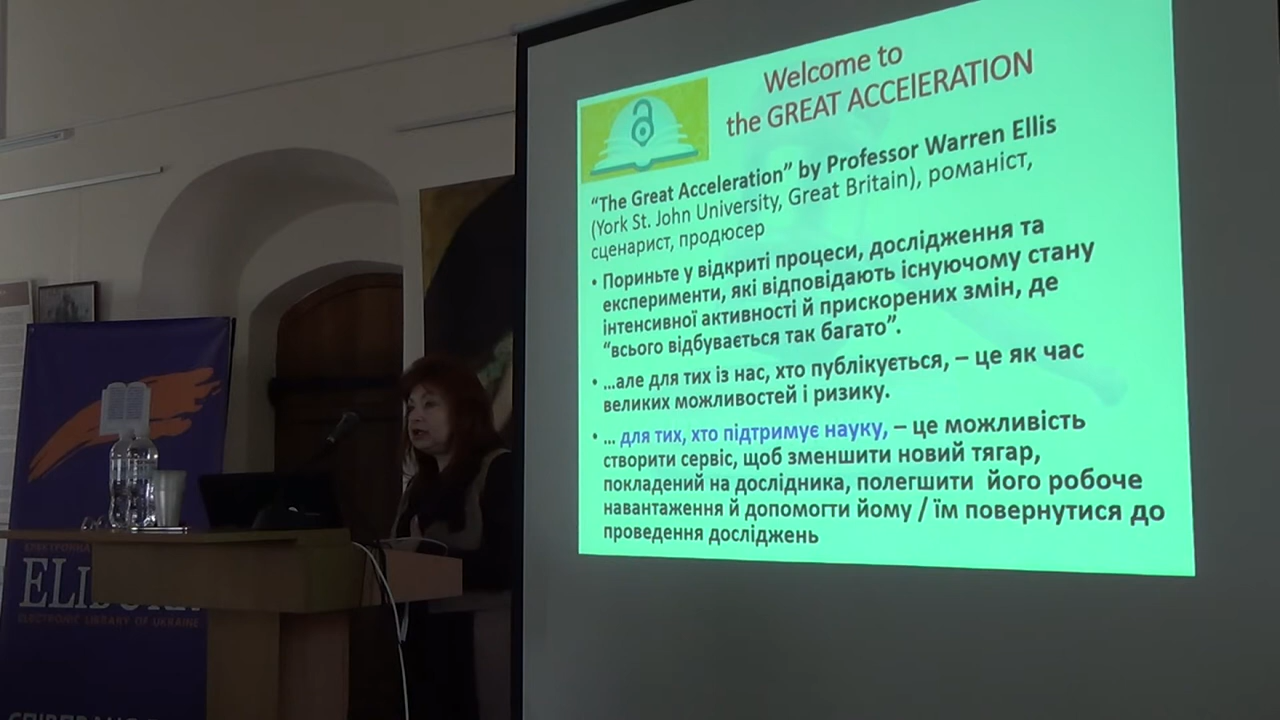 Welcome to
the GREAT ACCElERATION
“The Great Acceleration” by Professor Warren Ellis
(York St. John University, Great Britain), романіст,
сценарист, продюсер
• Пориньте у відкриті процеси, дослідження та
експерименти, які відповідають існуючому стану
інтенсивної активності й прискорених змін, де
“всього відбувається так багато”.
• ...але для тих із нас, хто публікується, – це як час
великих можливостей і ризику.
• ... для тих, хто підтримує науку, – це можливість
створити сервіс, щоб зменшити новий тягар,
покладений на дослідника, полегшити його робоче
навантаження й допомогти йому / їм повернутися до
проведення досліджень
ELECTRONIC LIBRARY OF UKRAINE